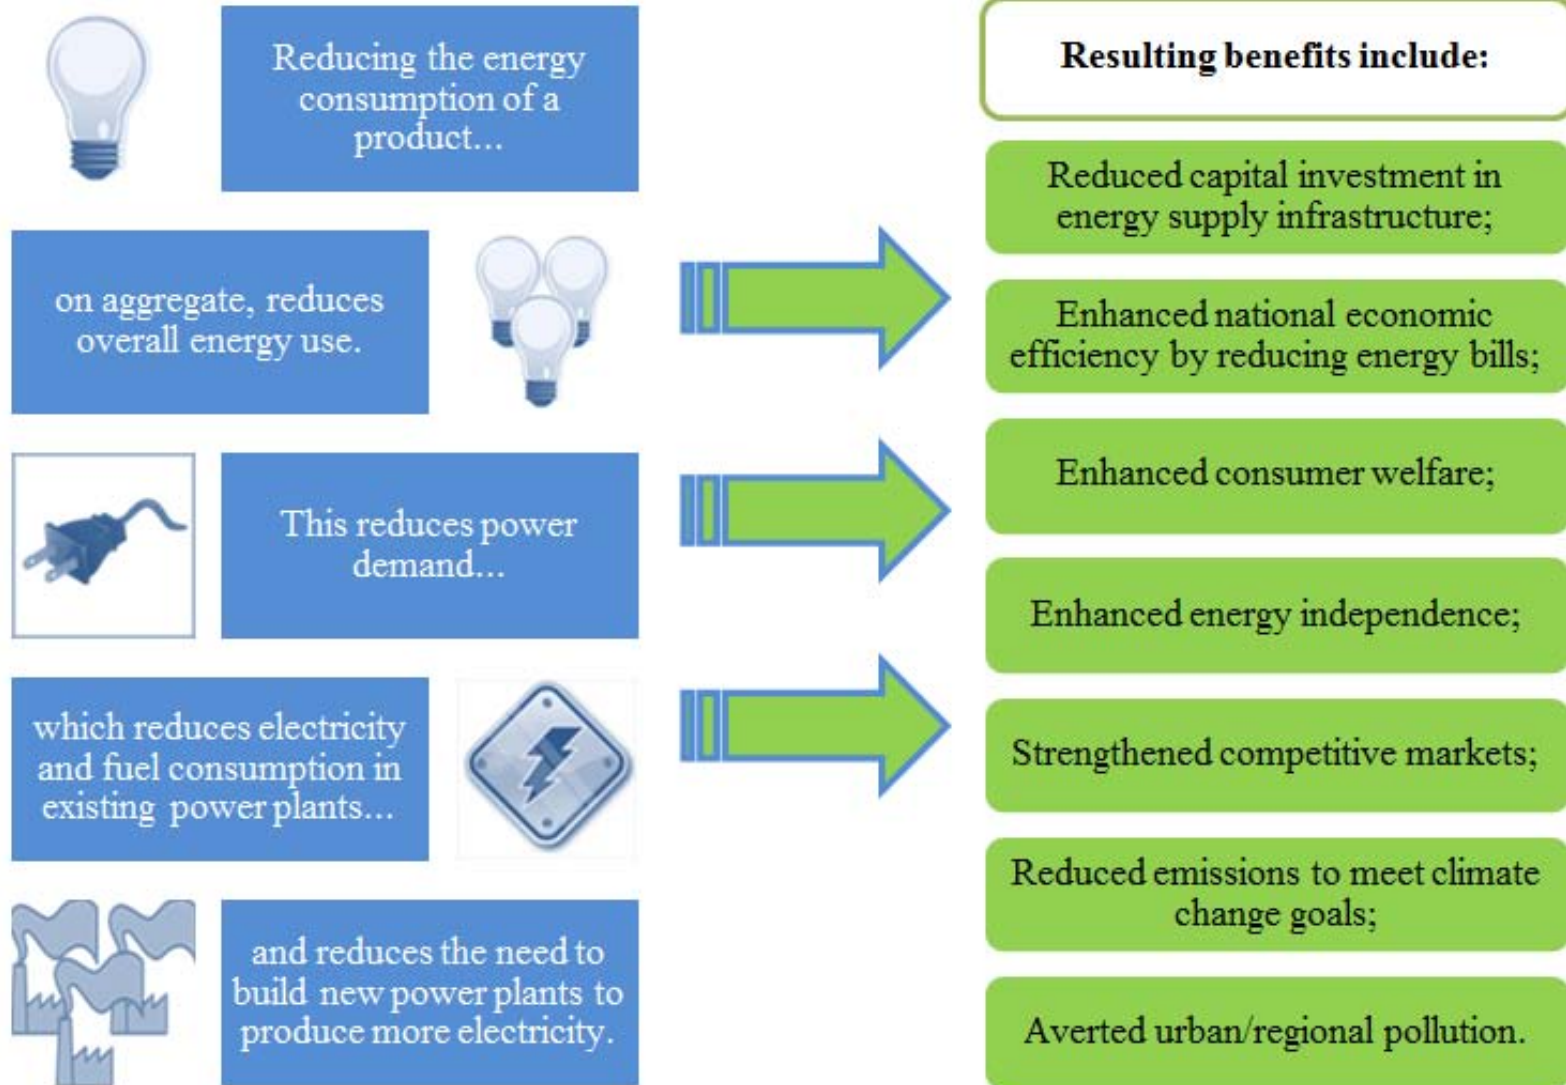 Reducing the energy
consumption of a
product...
on aggregate, reduces
overall energy use.
This reduces power
demand...
which reduces electricity
and fuel consumption in
existing power plants...
and reduces the need to
build new power plants to
produce more electricity.
Resulting benefits include:
Reduced capital investment in
energy supply infrastructure;
Enhanced national economic
efficiency by reducing energy bills;
Enhanced consumer welfare;
Enhanced energy independence;
Strengthened competitive markets;
Reduced emissions to meet climate
change goals;
Averted urban/regional pollution.